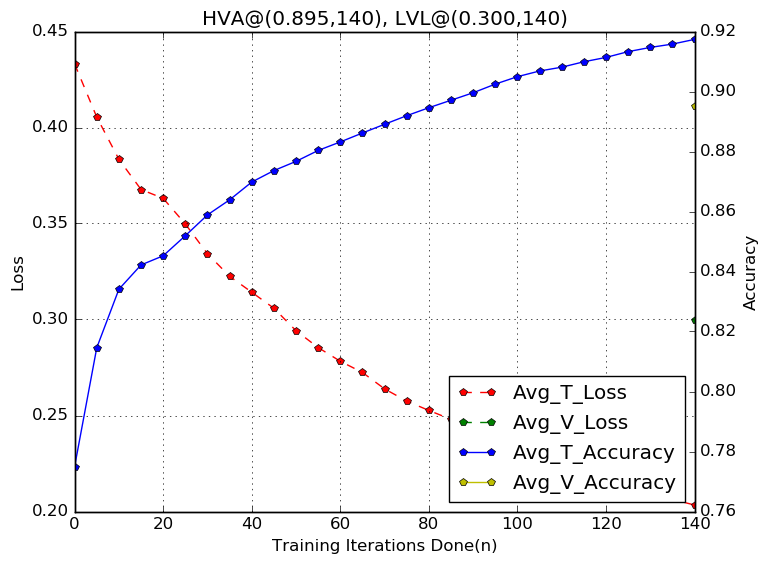 HVA@(0.895,140), LVL@(0.300,140)
0.45
0.40
0.35
0.30
0.25
0.20
Loss
0.92
0.90
0.88
0.86
0.84
0.82
0.80
0.78
0.76
Accuracy
Avg_T_Loss
Avg_V_Loss
Avg_T_Accuracy
Avg_V_Accuracy
0 20 40 60 80 100 120 140
Training Iterations Done(n)